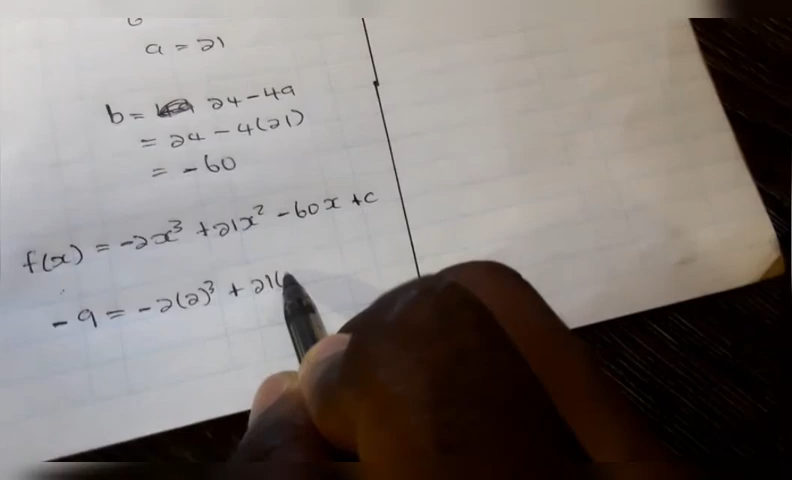 a = 21
b = 24 - 4a
= 24 - 4(21)
= - 60
f(x) = -2x³ + 21x² - 60x + c
- 9 = - 2(2)³ + 21(